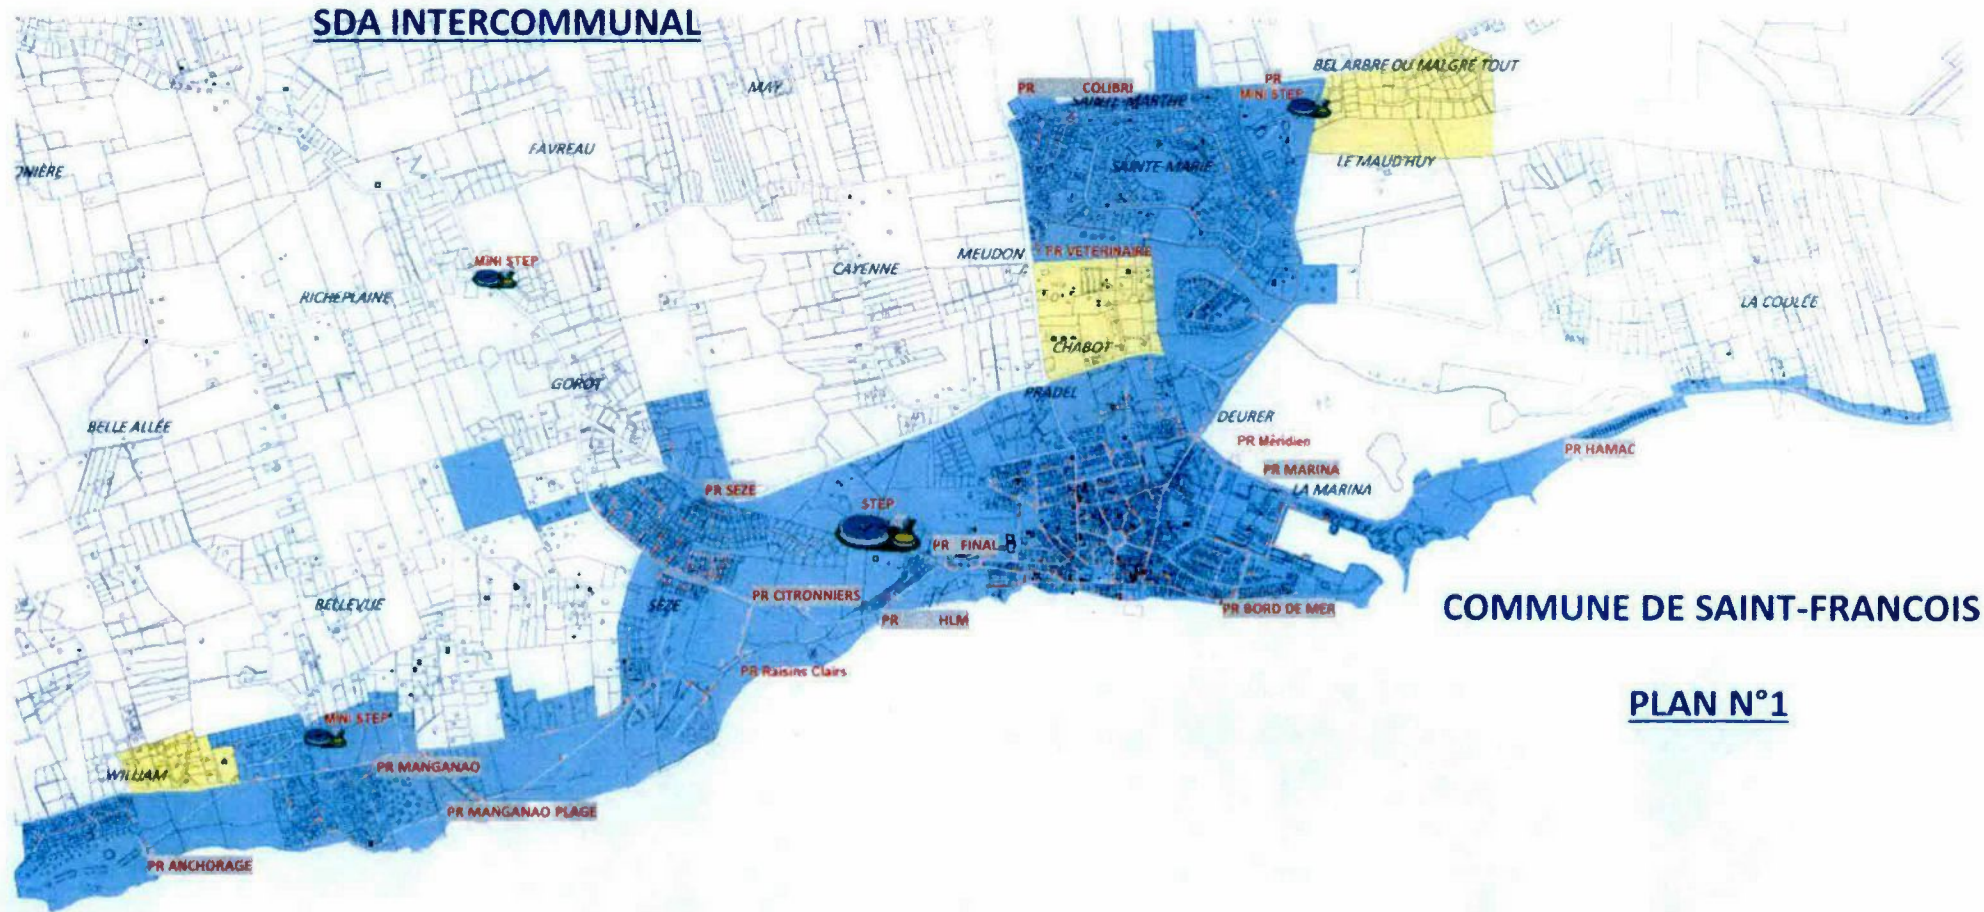 SDA INTERCOMMUNAL
BEL ARBRE OU MALGRÉ TOUT
PR
PR COLIBRI
MAY
MINI STEP
SAINTE-MARTHE
FAVREAU
LE MAUD'HUY
SAINTE-MARIE
ONIÈRE
PR VETERINAIRE
MEUDON
MINI STEP
CAYENNE
RICHEPLAINE
LA COULÉE
CHABOT
GOROT
PRADEL
DEURER
BELLE ALLÉE
PR Méridien
PR HAMAC
PR MARINA
PR SEZE
LA MARINA
STEP
PR FINAL
PR CITRONNIERS
BELLEVUE
SÈZE
PR BORD DE MER
COMMUNE DE SAINT-FRANCOIS
PR HLM
PR Raisins Clairs
PLAN N°1
MINI STEP
PR MANGANAO
WILLIAM
PR MANGANAO PLAGE
PR ANCHORAGE